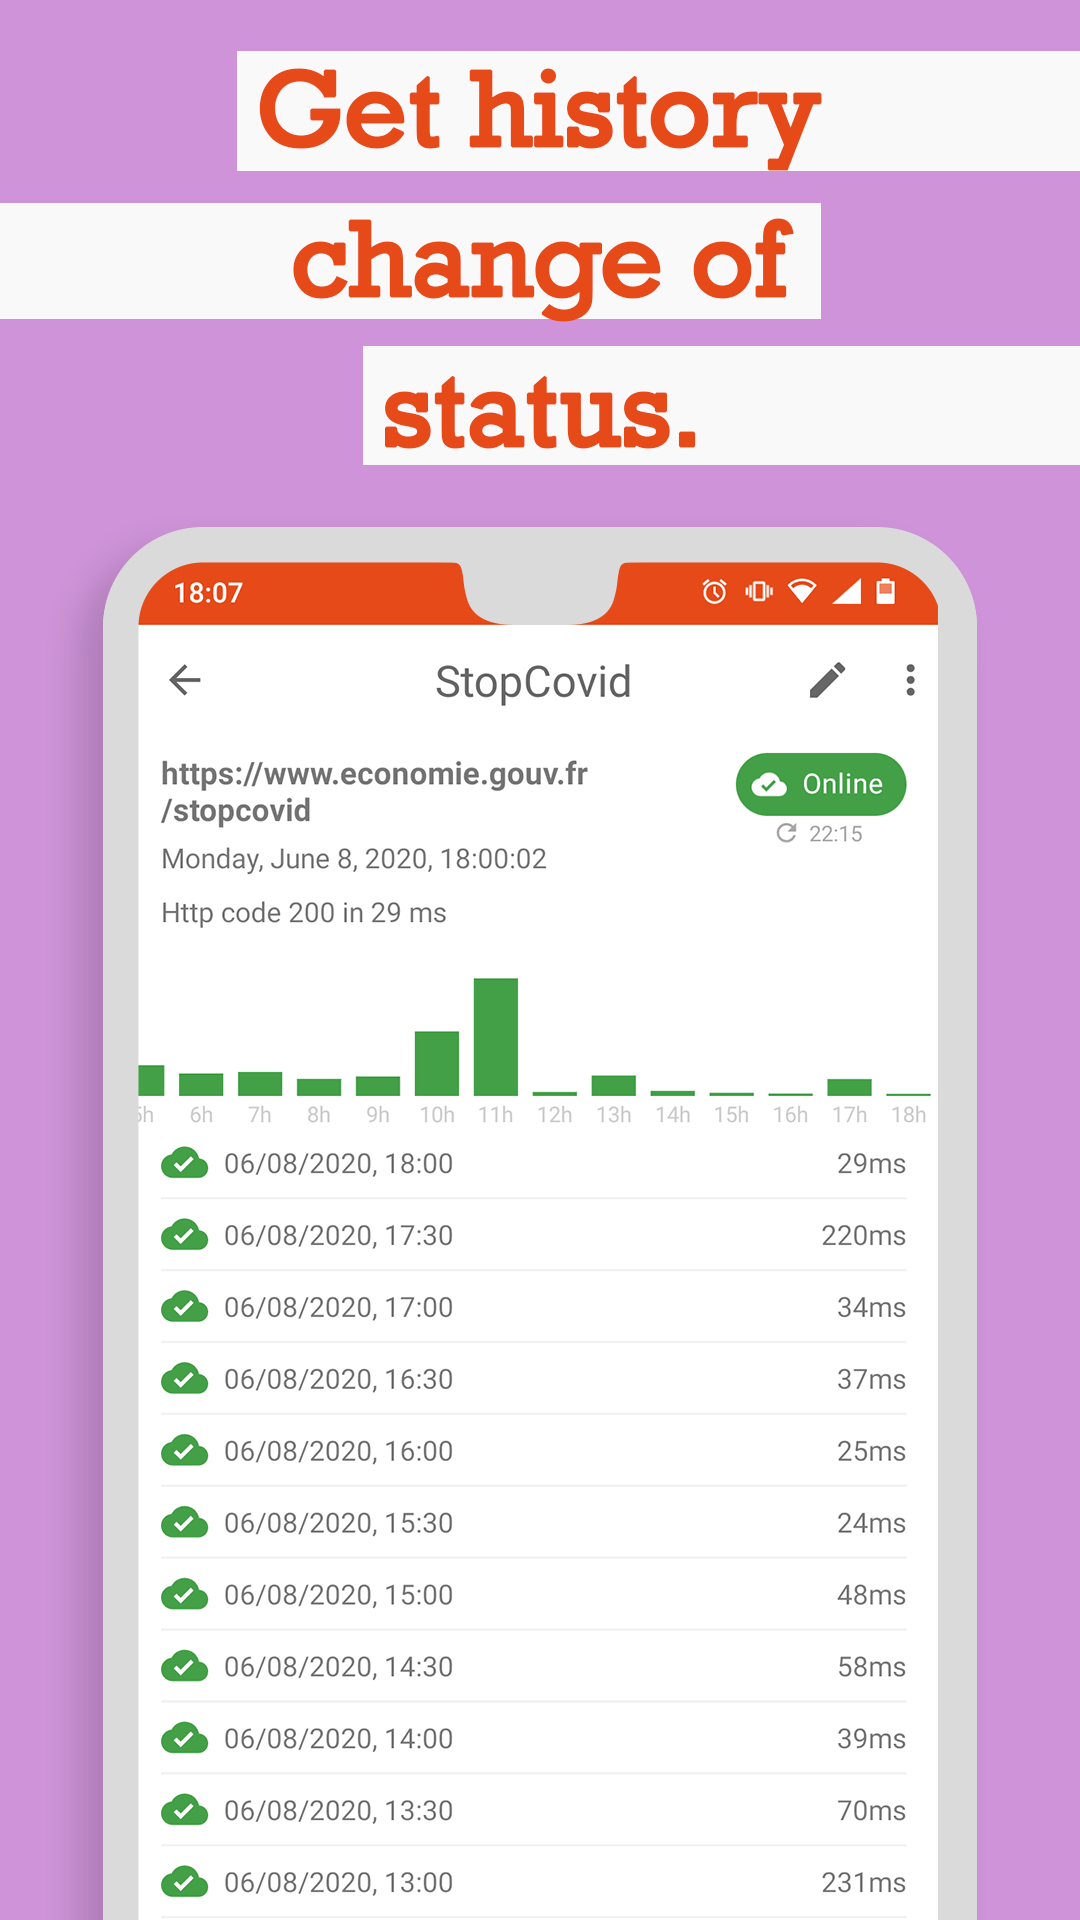 Get history
change of
status.
18:07
StopCovid
https://www.economie.gouv.fr
/stopcovid
Online
22:15
Monday, June 8, 2020, 18:00:02
Http code 200 in 29 ms
6h 7h 8h 9h 10h 11h 12h 13h 14h 15h 16h 17h 18h
06/08/2020, 18:00 29ms
06/08/2020, 17:30 220ms
06/08/2020, 17:00 34ms
06/08/2020, 16:30 37ms
06/08/2020, 16:00 25ms
06/08/2020, 15:30 24ms
06/08/2020, 15:00 48ms
06/08/2020, 14:30 58ms
06/08/2020, 14:00 39ms
06/08/2020, 13:30 70ms
06/08/2020, 13:00 231ms